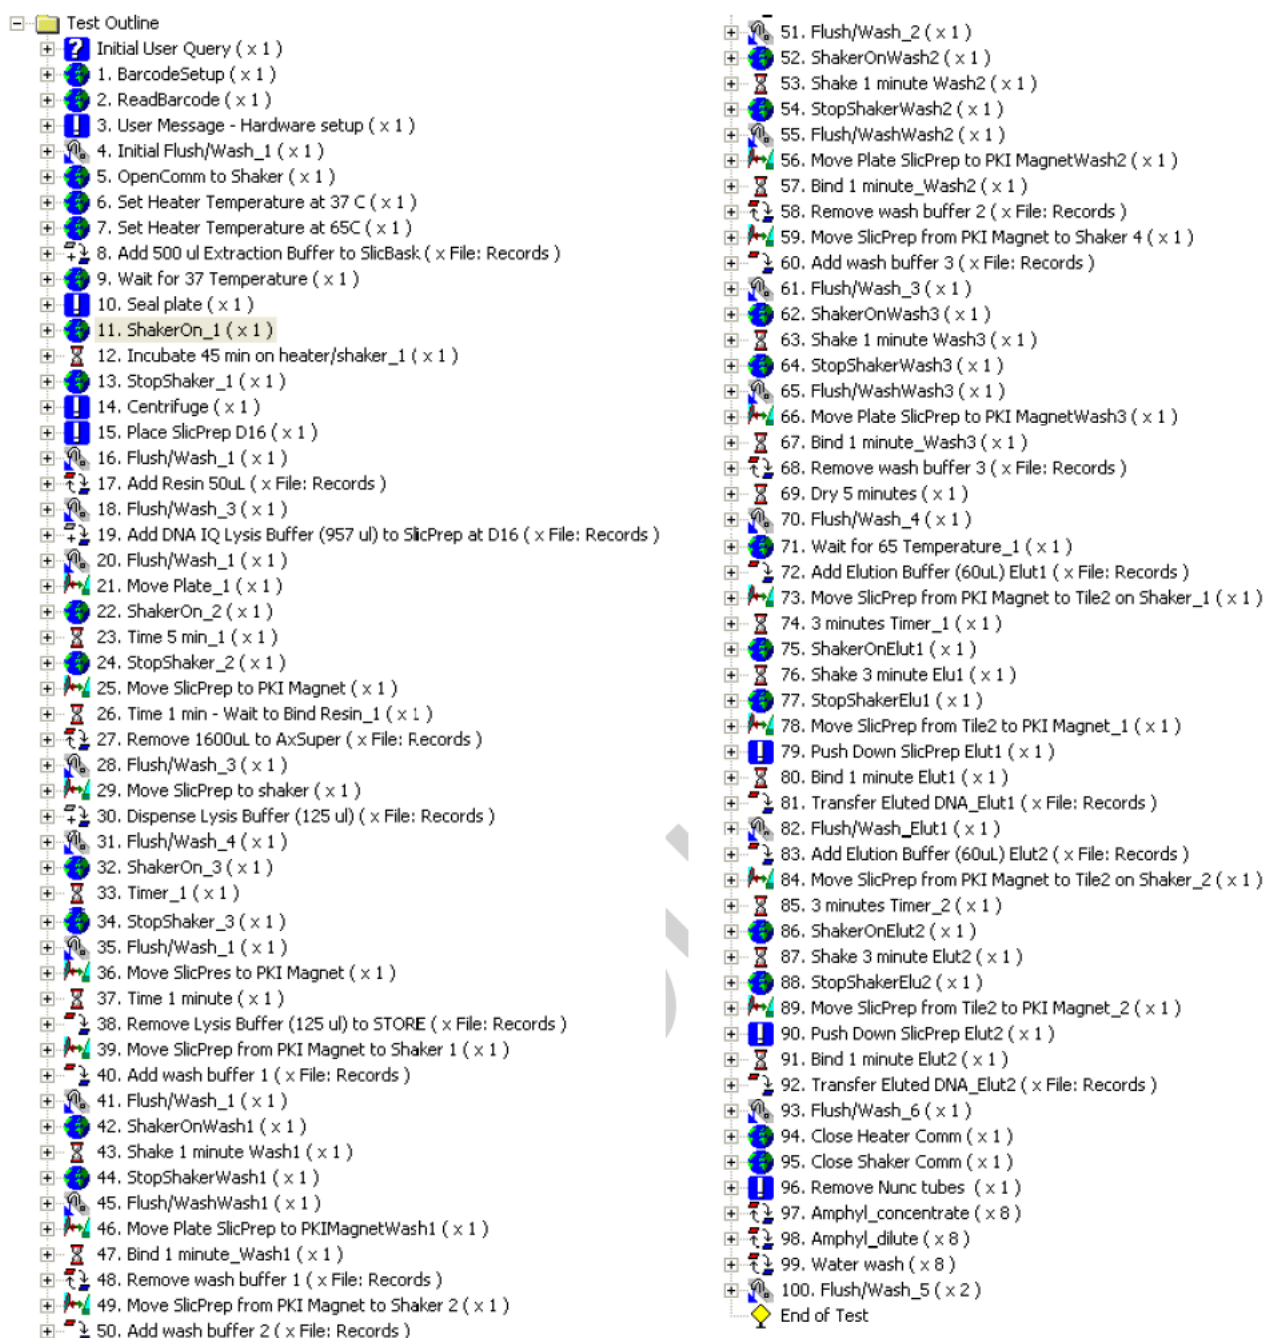 Test Outline
Initial User Query ( x 1 )
1. BarcodeSetup ( x 1 )
2. ReadBarcode ( x 1 )
3. User Message - Hardware setup ( x 1 )
4. Initial Flush/Wash_1 ( x 1 )
5. OpenComm to Shaker ( x 1 )
6. Set Heater Temperature at 37 C ( x 1 )
7. Set Heater Temperature at 65C ( x 1 )
8. Add 500 ul Extraction Buffer to SlicBask ( x File: Records )
9. Wait for 37 Temperature ( x 1 )
10. Seal plate ( x 1 )
11. ShakerOn_1 ( x 1 )
12. Incubate 45 min on heater/shaker_1 ( x 1 )
13. StopShaker_1 ( x 1 )
14. Centrifuge ( x 1 )
15. Place SlicPrep D16 ( x 1 )
16. Flush/Wash_1 ( x 1 )
17. Add Resin 50uL ( x File: Records )
18. Flush/Wash_3 ( x 1 )
19. Add DNA IQ Lysis Buffer (957 ul) to SlicPrep at D16 ( x File: Records )
20. Flush/Wash_1 ( x 1 )
21. Move Plate_1 ( x 1 )
22. ShakerOn_2 ( x 1 )
23. Time 5 min_1 ( x 1 )
24. StopShaker_2 ( x 1 )
25. Move SlicPrep to PKI Magnet ( x 1 )
26. Time 1 min - Wait to Bind Resin_1 ( x 1 )
27. Remove 1600uL to AxSuper ( x File: Records )
28. Flush/Wash_3 ( x 1 )
29. Move SlicPrep to shaker ( x 1 )
30. Dispense Lysis Buffer (125 ul) ( x File: Records )
31. Flush/Wash_4 ( x 1 )
32. ShakerOn_3 ( x 1 )
33. Timer_1 ( x 1 )
34. StopShaker_3 ( x 1 )
35. Flush/Wash_1 ( x 1 )
36. Move SlicPres to PKI Magnet ( x 1 )
37. Time 1 minute ( x 1 )
38. Remove Lysis Buffer (125 ul) to STORE ( x File: Records )
39. Move SlicPrep from PKI Magnet to Shaker 1 ( x 1 )
40. Add wash buffer 1 ( x File: Records )
41. Flush/Wash_1 ( x 1 )
42. ShakerOnWash1 ( x 1 )
43. Shake 1 minute Wash1 ( x 1 )
44. StopShakerWash1 ( x 1 )
45. Flush/WashWash1 ( x 1 )
46. Move Plate SlicPrep to PKIMagnetWash1 ( x 1 )
47. Bind 1 minute_Wash1 ( x 1 )
48. Remove wash buffer 1 ( x File: Records )
49. Move SlicPrep from PKI Magnet to Shaker 2 ( x 1 )
50. Add wash buffer 2 ( x File: Records )
51. Flush/Wash_2 ( x 1 )
52. ShakerOnWash2 ( x 1 )
53. Shake 1 minute Wash2 ( x 1 )
54. StopShakerWash2 ( x 1 )
55. Flush/WashWash2 ( x 1 )
56. Move Plate SlicPrep to PKI MagnetWash2 ( x 1 )
57. Bind 1 minute_Wash2 ( x 1 )
58. Remove wash buffer 2 ( x File: Records )
59. Move SlicPrep from PKI Magnet to Shaker 4 ( x 1 )
60. Add wash buffer 3 ( x File: Records )
61. Flush/Wash_3 ( x 1 )
62. ShakerOnWash3 ( x 1 )
63. Shake 1 minute Wash3 ( x 1 )
64. StopShakerWash3 ( x 1 )
65. Flush/WashWash3 ( x 1 )
66. Move Plate SlicPrep to PKI MagnetWash3 ( x 1 )
67. Bind 1 minute_Wash3 ( x 1 )
68. Remove wash buffer 3 ( x File: Records )
69. Dry 5 minutes ( x 1 )
70. Flush/Wash_4 ( x 1 )
71. Wait for 65 Temperature_1 ( x 1 )
72. Add Elution Buffer (60uL) Elut1 ( x File: Records )
73. Move SlicPrep from PKI Magnet to Tile2 on Shaker_1 ( x 1 )
74. 3 minutes Timer_1 ( x 1 )
75. ShakerOnElut1 ( x 1 )
76. Shake 3 minute Elu1 ( x 1 )
77. StopShakerElu1 ( x 1 )
78. Move SlicPrep from Tile2 to PKI Magnet_1 ( x 1 )
79. Push Down SlicPrep Elut1 ( x 1 )
80. Bind 1 minute Elut1 ( x 1 )
81. Transfer Eluted DNA_Elut1 ( x File: Records )
82. Flush/Wash_Elut1 ( x 1 )
83. Add Elution Buffer (60uL) Elut2 ( x File: Records )
84. Move SlicPrep from PKI Magnet to Tile2 on Shaker_2 ( x 1 )
85. 3 minutes Timer_2 ( x 1 )
86. ShakerOnElut2 ( x 1 )
87. Shake 3 minute Elut2 ( x 1 )
88. StopShakerElu2 ( x 1 )
89. Move SlicPrep from Tile2 to PKI Magnet_2 ( x 1 )
90. Push Down SlicPrep Elut2 ( x 1 )
91. Bind 1 minute Elut2 ( x 1 )
92. Transfer Eluted DNA_Elut2 ( x File: Records )
93. Flush/Wash_6 ( x 1 )
94. Close Heater Comm ( x 1 )
95. Close Shaker Comm ( x 1 )
96. Remove Nunc tubes ( x 1 )
97. Amphyl_concentrate ( x 8 )
98. Amphyl_dilute ( x 8 )
99. Water wash ( x 8 )
100. Flush/Wash_5 ( x 2 )
End of Test